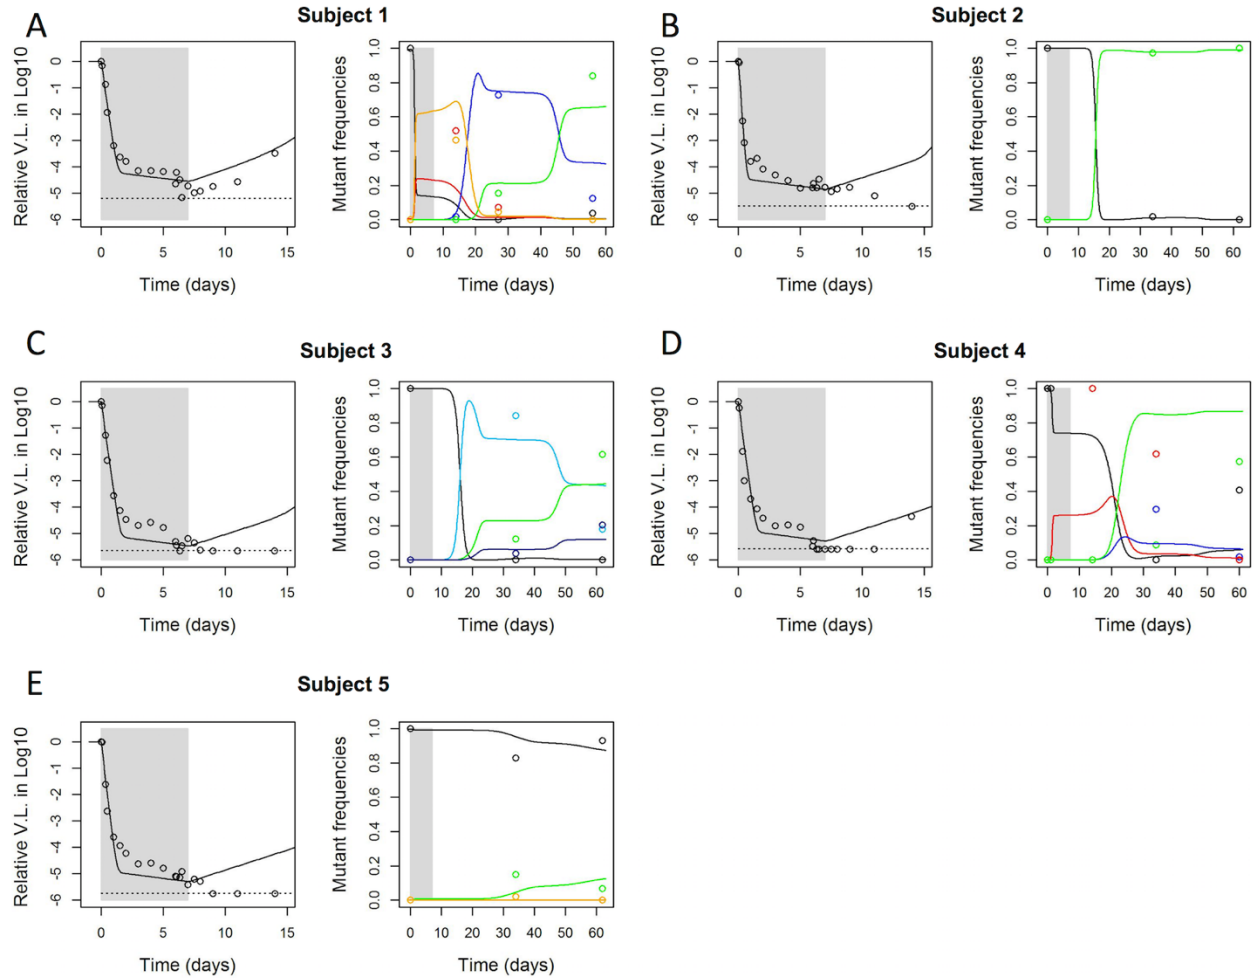 A
Subject 1
Relative V.L. in Log10
0
-1
-2
-3
-4
-5
-6
0 5 10 15
Time (days)
Mutant frequencies
1.0
0.8
0.6
0.4
0.2
0.0
0 10 20 30 40 50 60
Time (days)
B
Subject 2
Relative V.L. in Log10
0
-1
-2
-3
-4
-5
-6
0 5 10 15
Time (days)
Mutant frequencies
1.0
0.8
0.6
0.4
0.2
0.0
0 10 20 30 40 50 60
Time (days)
C
Subject 3
Relative V.L. in Log10
0
-1
-2
-3
-4
-5
-6
0 5 10 15
Time (days)
Mutant frequencies
1.0
0.8
0.6
0.4
0.2
0.0
0 10 20 30 40 50 60
Time (days)
D
Subject 4
Relative V.L. in Log10
0
-1
-2
-3
-4
-5
-6
0 5 10 15
Time (days)
Mutant frequencies
1.0
0.8
0.6
0.4
0.2
0.0
0 10 20 30 40 50 60
Time (days)
E
Subject 5
Relative V.L. in Log10
0
-1
-2
-3
-4
-5
-6
0 5 10 15
Time (days)
Mutant frequencies
1.0
0.8
0.6
0.4
0.2
0.0
0 10 20 30 40 50 60
Time (days)